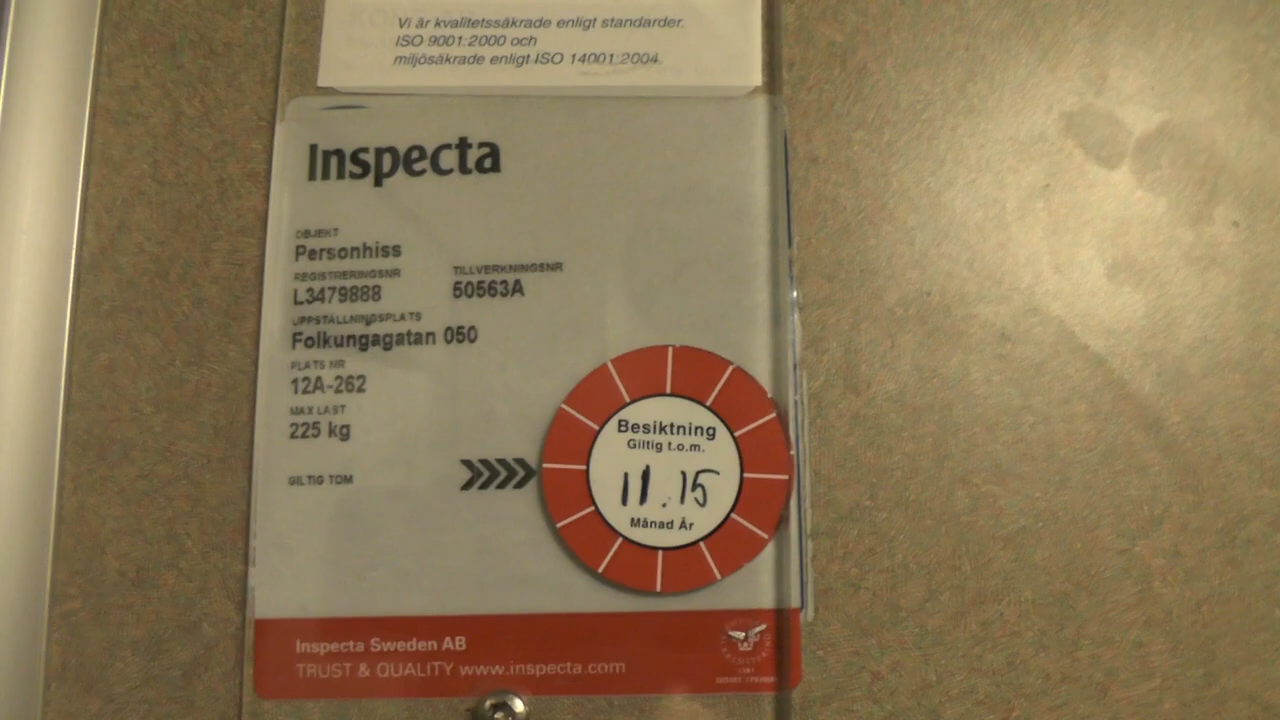 Vi är kvalitetssäkrade enligt standarder.
ISO 9001:2000 och
miljösäkrade enligt ISO 14001:2004.
Inspecta
OBJEKT
Personhiss
REGISTRERINGSNR TILLVERKNINGSNR
L3479888 50563A
UPPSTÄLLNINGSPLATS
Folkungagatan 050
PLATS NR
12A-262
MAX LAST
225 kg
GILTIG TOM
Besiktning
Giltig t.o.m.
11.15
Månad År
Inspecta Sweden AB
TRUST & QUALITY www.inspecta.com